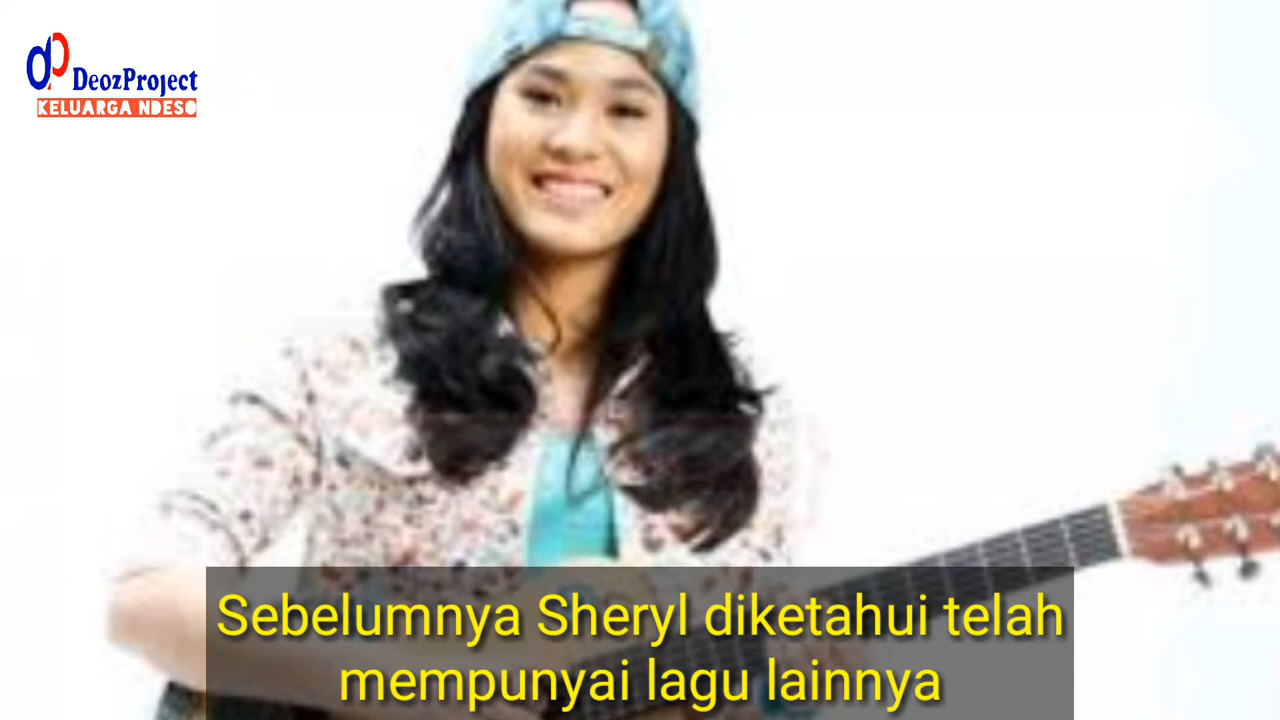 DeozProject
KELUARGA NDESO
Sebelumnya Sheryl diketahui telah
mempunyai lagu lainnya